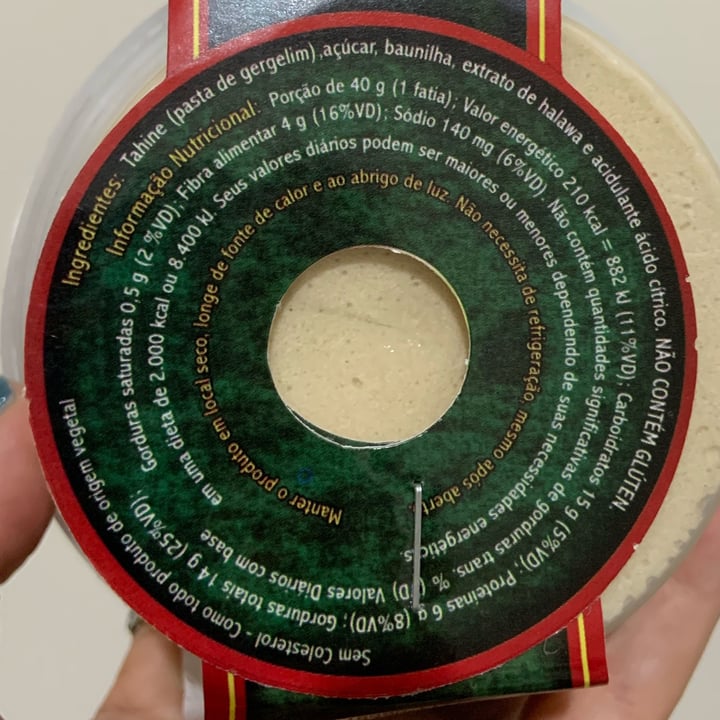 Ingredientes: Tahine (pasta de gergelim) ,açúcar, baunilha, extrato de halawa e acidulante ácido cítrico. NÃO CONTÉM GLUTEN.
Informação Nutricional: Porção de 40 g (1 fatia); Valor energético 210 kcal = 882 kJ (11%VD); Carboidratos 15 g (5%VD); Proteínas 6 g (8%VD); Gorduras totais 14 g (25%VD);
Gorduras saturadas 0,5 g (2 %VD); Fibra alimentar 4 g (16%VD); Sódio 140 mg (6%VD). Não contém quantidades significativas de gorduras trans. % Valores Diários com base
em uma dieta de 2.000 kcal ou 8.400 kJ. Seus valores diários podem ser maiores ou menores dependendo de suas necessidades energéticas.
Manter o produto em local seco, longe de fonte de calor e ao abrigo de luz. Não necessita de refrigeração mesmo após
Sem Colesterol - Como todo produto de origem vegetal